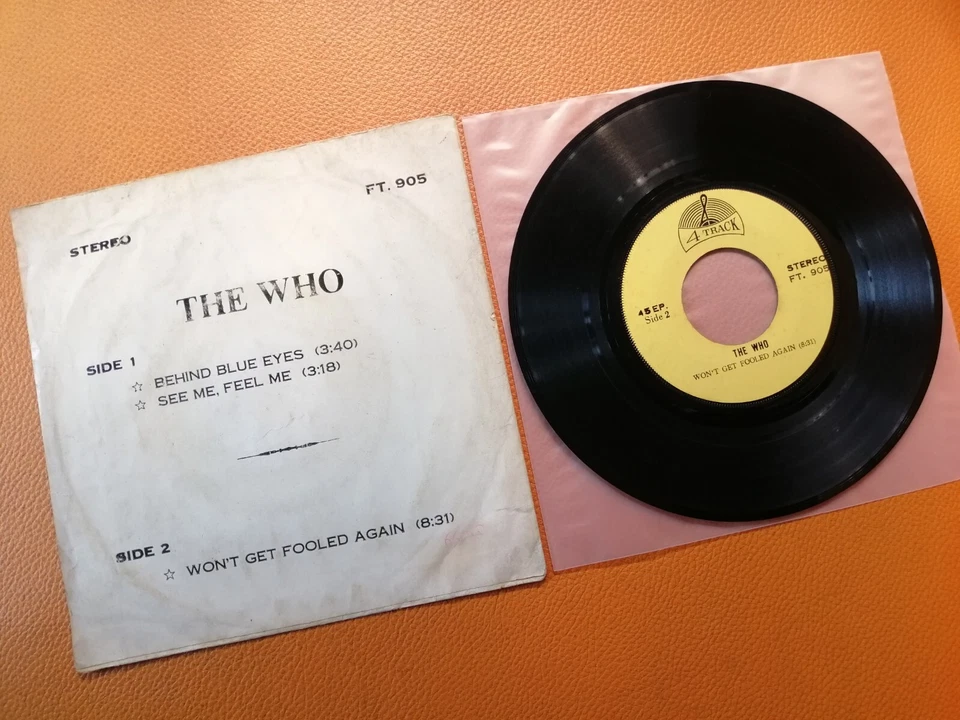 FT. 905
STEREO
THE WHO
SIDE 1
☆ BEHIND BLUE EYES (3:40)
☆ SEE ME, FEEL ME (3:18)
SIDE 2
☆ WON'T GET FOOLED AGAIN (8:31)
4 TRACK
STEREO
FT. 905
45 EP.
Side 2
THE WHO
WON'T GET FOOLED AGAIN (8:31)